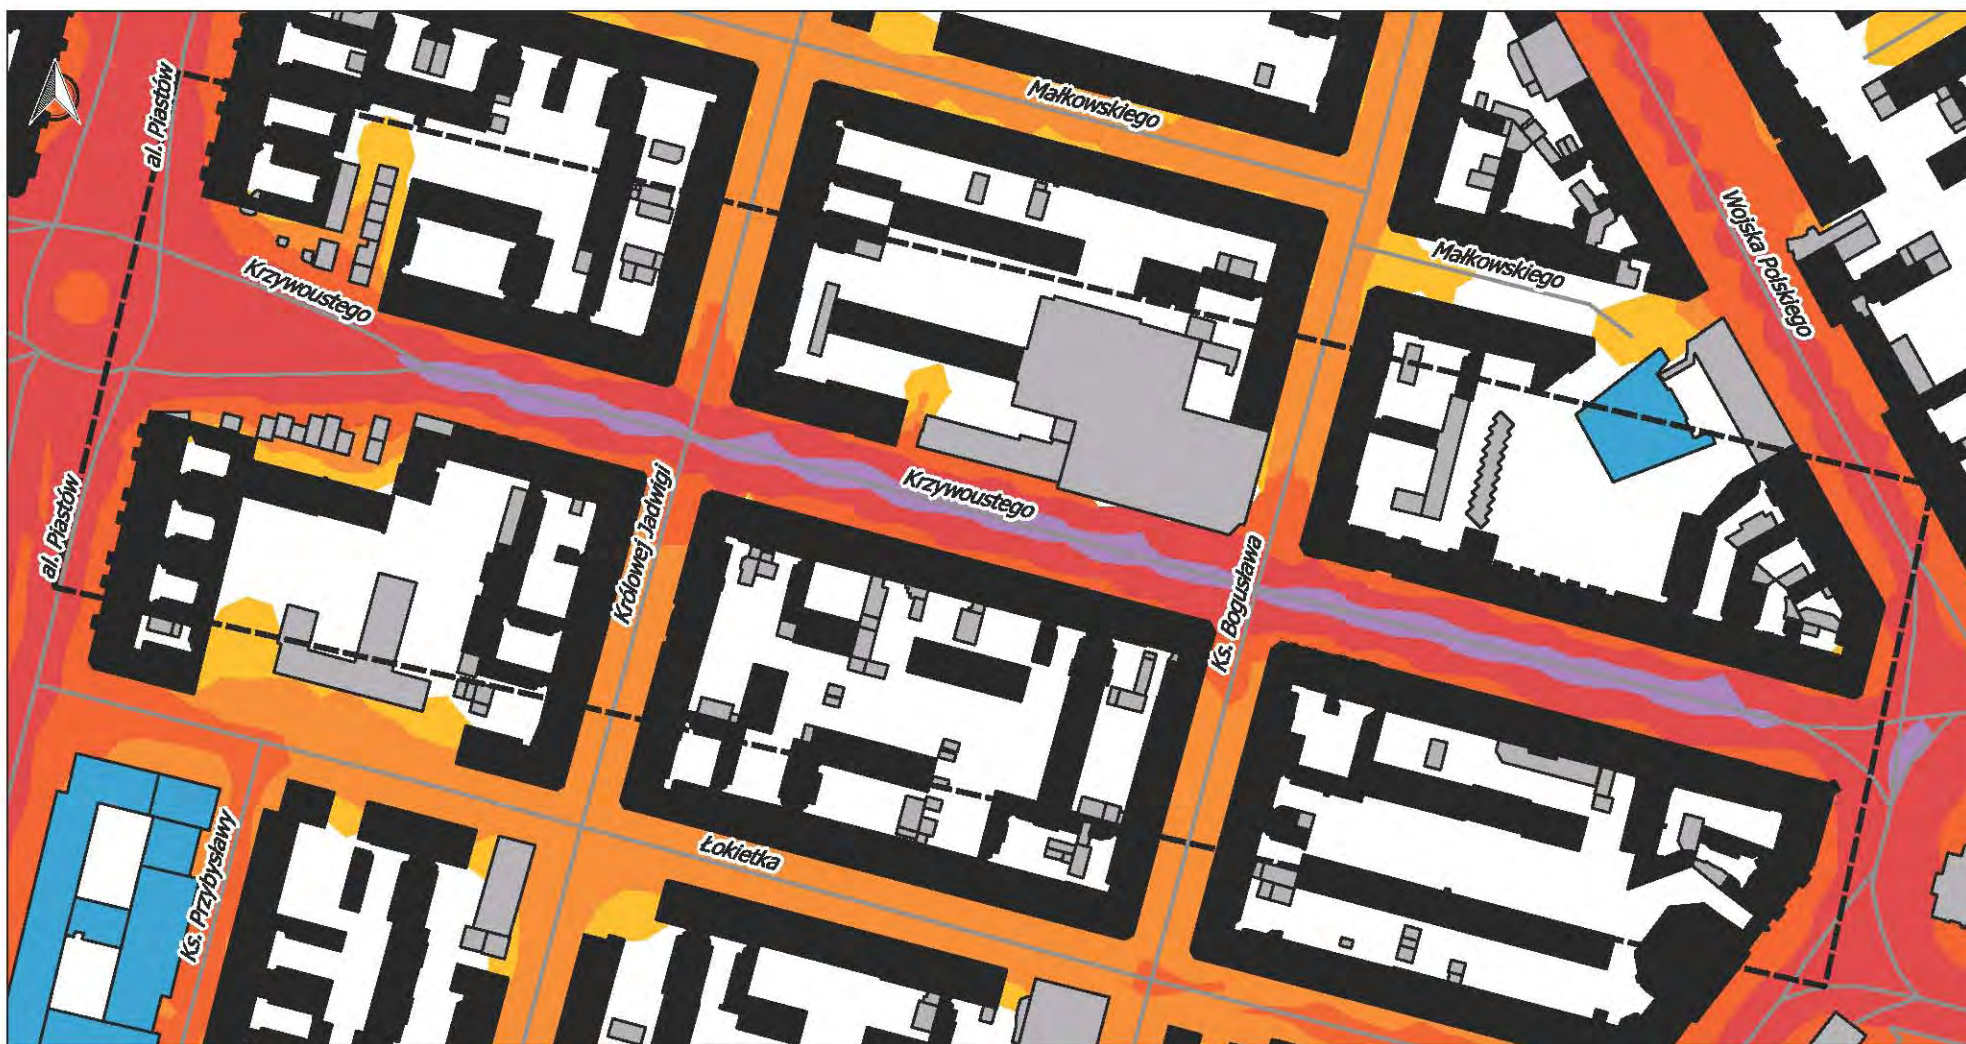 al. Piastów
Małkowskiego
Wojska Polskiego
Małkowskiego
Krzywoustego
Krzywoustego
al. Piastów
Królowej Jadwigi
Ks. Bogusława
Ks. Przybysławy
Łokietka